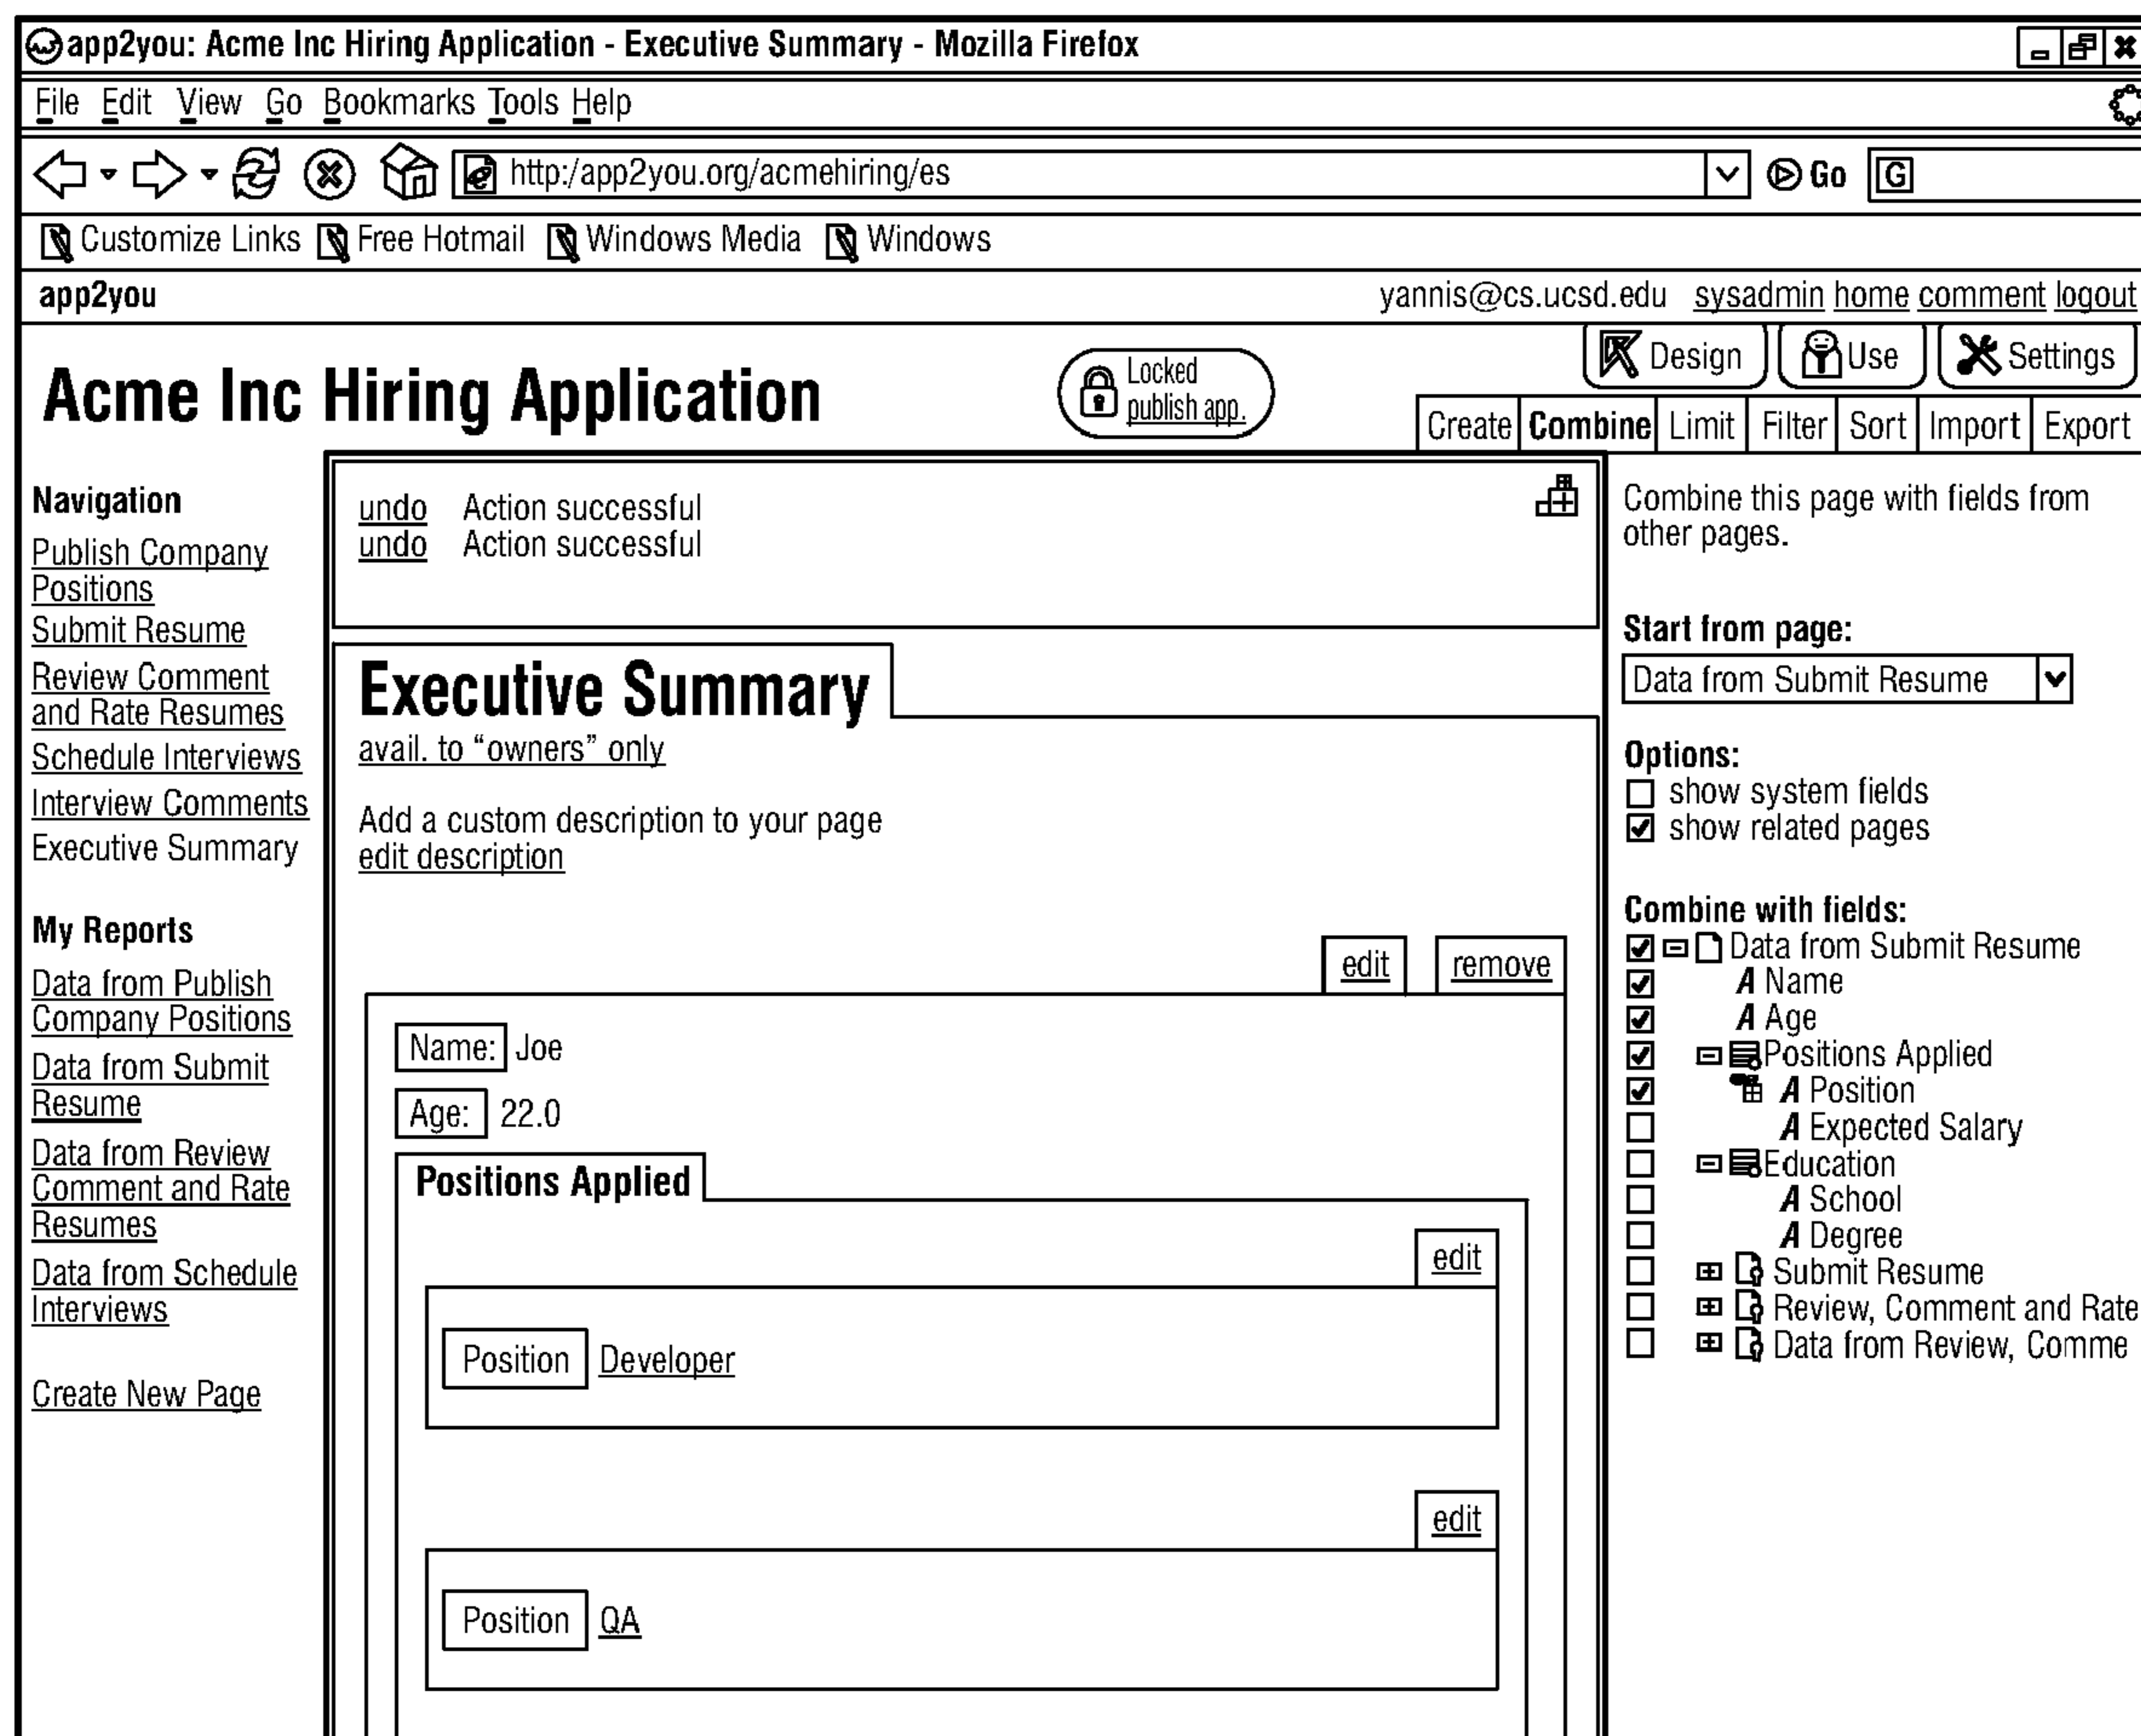 app2you: Acme Inc Hiring Application - Executive Summary - Mozilla Firefox
File Edit View Go Bookmarks Tools Help
http:/app2you.org/acmehiring/es
Go
G
Customize Links Free Hotmail Windows Media Windows
app2you
yannis@cs.ucsd.edu sysadmin home comment logout
Acme Inc Hiring Application
Locked
publish app.
Design Use Settings
Create Combine Limit Filter Sort Import Export
Navigation
Publish Company
Positions
Submit Resume
Review Comment
and Rate Resumes
Schedule Interviews
Interview Comments
Executive Summary
My Reports
Data from Publish
Company Positions
Data from Submit
Resume
Data from Review
Comment and Rate
Resumes
Data from Schedule
Interviews
Create New Page
undo Action successful
undo Action successful
Executive Summary
avail. to “owners” only
Add a custom description to your page
edit description
edit remove
Name: Joe
Age: 22.0
Positions Applied
edit
Position Developer
edit
Position QA
Combine this page with fields from
other pages.
Start from page:
Data from Submit Resume
Options:
show system fields
show related pages
Combine with fields:
Data from Submit Resume
A Name
A Age
Positions Applied
A Position
A Expected Salary
Education
A School
A Degree
Submit Resume
Review, Comment and Rate
Data from Review, Comme